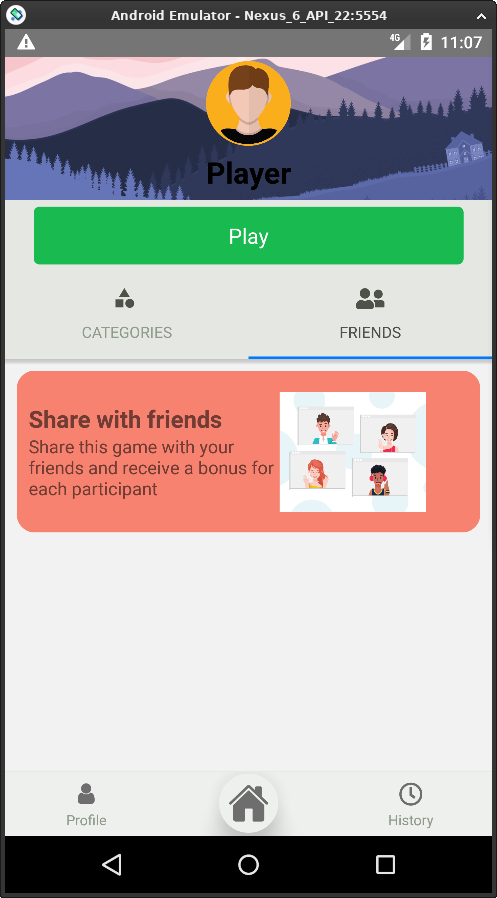 Android Emulator - Nexus_6_API_22:5554
4G
11:07
Player
Play
CATEGORIES
FRIENDS
Share with friends
Share this game with your
friends and receive a bonus for
each participant
Profile
History